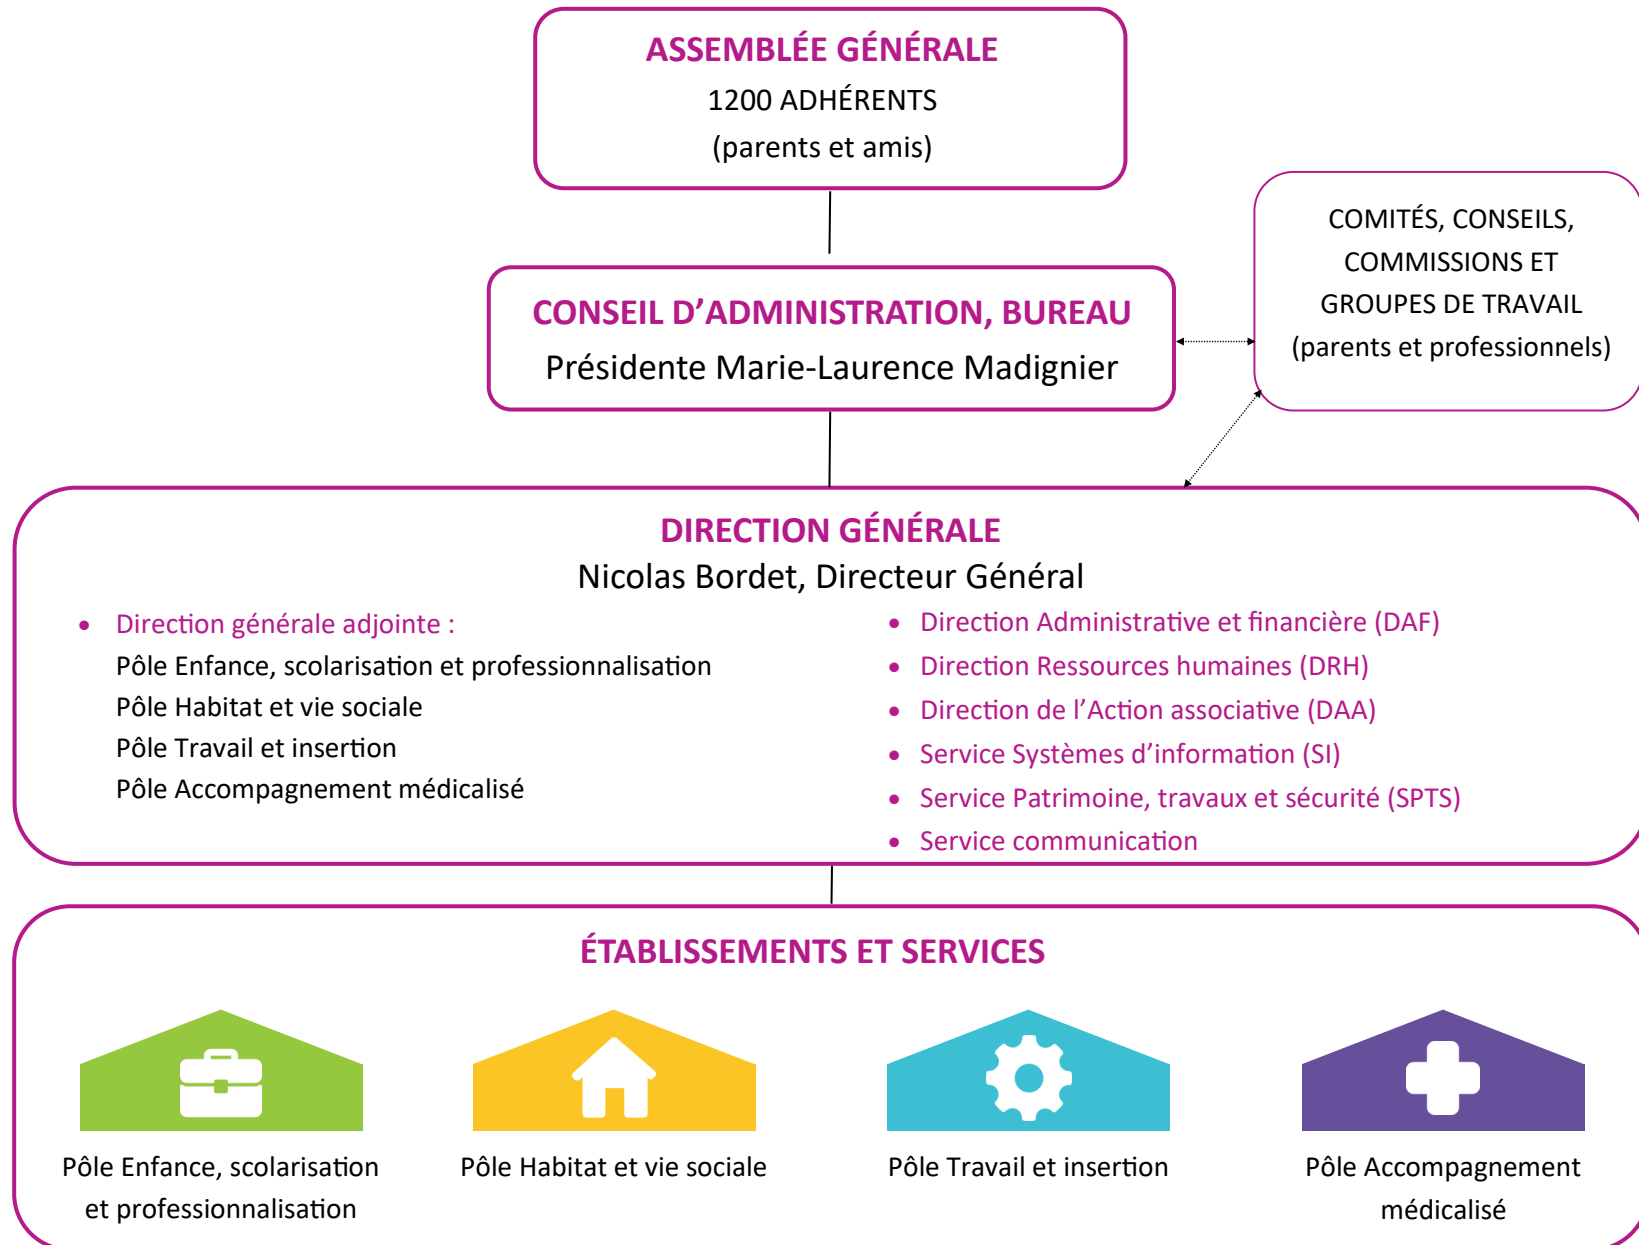 ASSEMBLÉE GÉNÉRALE
1200 ADHÉRENTS
(parents et amis)
COMITÉS, CONSEILS,
COMMISSIONS ET
GROUPES DE TRAVAIL
(parents et professionnels)
CONSEIL D’ADMINISTRATION, BUREAU
Présidente Marie-Laurence Madignier
DIRECTION GÉNÉRALE
Nicolas Bordet, Directeur Général
• Direction générale adjointe :
Pôle Enfance, scolarisation et professionnalisation
Pôle Habitat et vie sociale
Pôle Travail et insertion
Pôle Accompagnement médicalisé
• Direction Administrative et financière (DAF)
• Direction Ressources humaines (DRH)
• Direction de l’Action associative (DAA)
• Service Systèmes d’information (SI)
• Service Patrimoine, travaux et sécurité (SPTS)
• Service communication
ÉTABLISSEMENTS ET SERVICES
Pôle Enfance, scolarisation
et professionnalisation
Pôle Habitat et vie sociale
Pôle Travail et insertion
Pôle Accompagnement
médicalisé